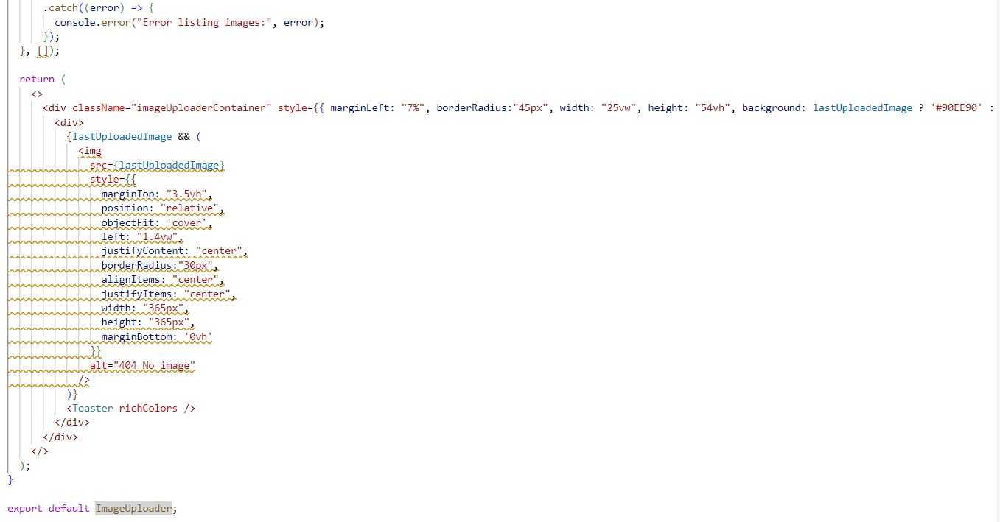 .catch((error) => {
console.error("Error listing images:", error);
});
}, []);
return (
<>
<div className="imageUploaderContainer" style={{ marginLeft: "7%", borderRadius:"45px", width: "25vw", height: "54vh", background: lastUploadedImage ? '#90EE90' :
<div>
{lastUploadedImage && (
<img
src={lastUploadedImage}
style={{
marginTop: "3.5vh",
position: "relative",
objectFit: 'cover',
left: "1.4vw",
justifyContent: "center",
borderRadius:"30px",
alignItems: "center",
justifyItems: "center",
width: "365px",
height: "365px",
marginBottom: '0vh'
}}
alt="404 No image"
/>
)}
<Toaster richColors />
</div>
</div>
</>
);
}
export default ImageUploader;